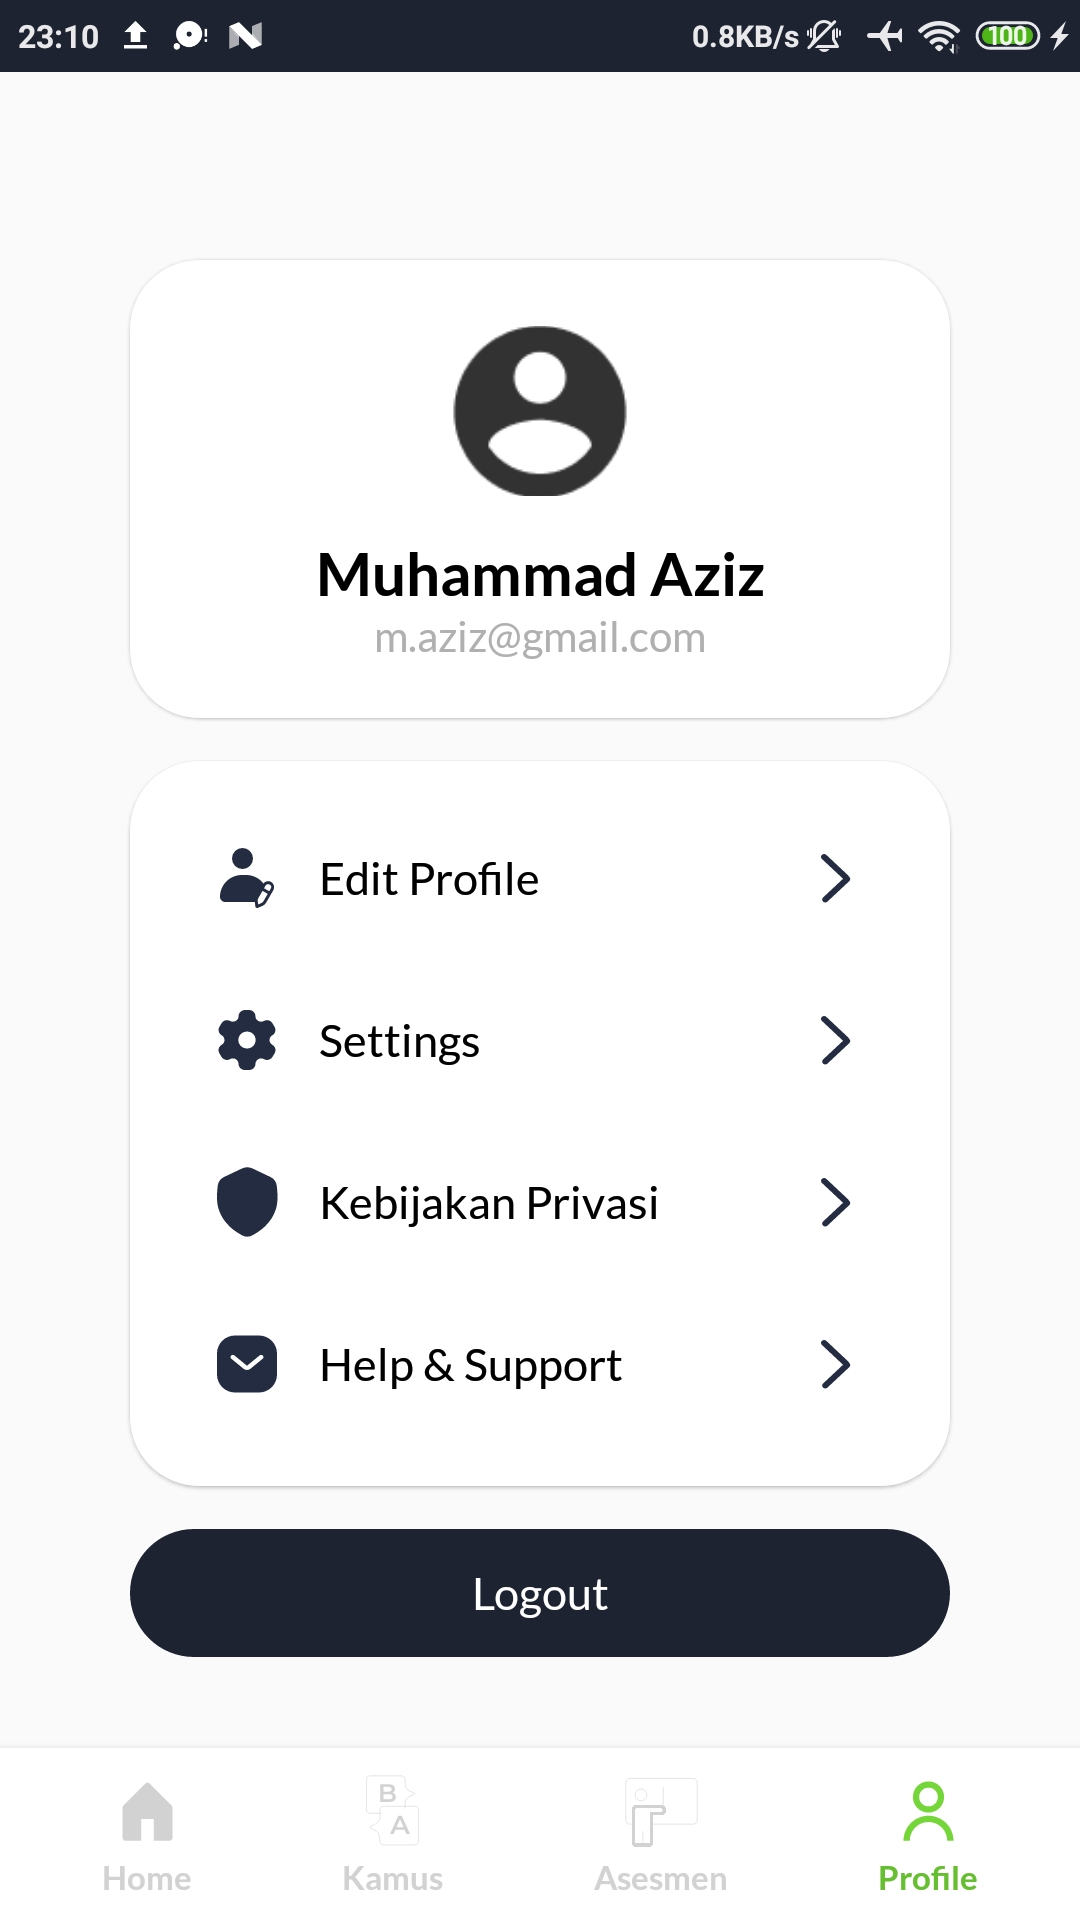 23:10 0.8KB/s 100
Muhammad Aziz
m.aziz@gmail.com
Edit Profile
Settings
Kebijakan Privasi
Help & Support
Logout
B
A
Home Kamus Asesmen Profile